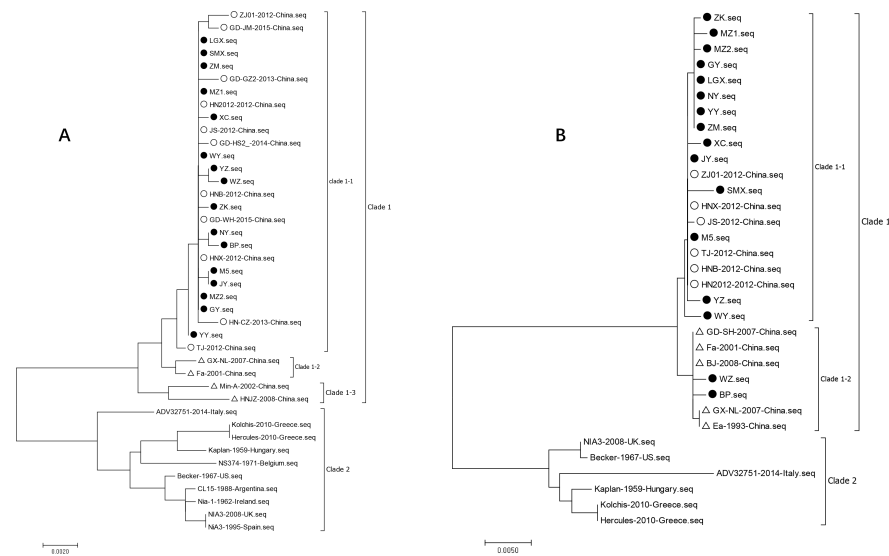 A
ZJ01-2012-China.seq
GD-JM-2015-China.seq
LGX.seq
SMX.seq
ZM.seq
GD-GZ2-2013-China.seq
MZ1.seq
HN2012-2012-China.seq
XC.seq
JS-2012-China.seq
GD-HS2_-2014-China.seq
WY.seq
YZ.seq
WZ.seq
HNB-2012-China.seq
ZK.seq
GD-WH-2015-China.seq
NY.seq
BP.seq
HNX-2012-China.seq
M5.seq
JY.seq
MZ2.seq
GY.seq
HN-CZ-2013-China.seq
YY.seq
TJ-2012-China.seq
GX-NL-2007-China.seq
Fa-2001-China.seq
Min-A-2002-China.seq
HNJZ-2008-China.seq
ADV32751-2014-Italy.seq
Kolchis-2010-Greece.seq
Hercules-2010-Greece.seq
Kaplan-1959-Hungary.seq
NS374-1971-Belgium.seq
Becker-1967-US.seq
CL15-1988-Argentina.seq
Nia-1-1962-Ireland.seq
NIA3-2008-UK.seq
NiA3-1995-Spain.seq
clade 1-1
Clade 1
Clade 1-2
Clade 1-3
Clade 2
0.0020
B
ZK.seq
MZ1.seq
MZ2.seq
GY.seq
LGX.seq
NY.seq
YY.seq
ZM.seq
XC.seq
JY.seq
ZJ01-2012-China.seq
SMX.seq
HNX-2012-China.seq
JS-2012-China.seq
M5.seq
TJ-2012-China.seq
HNB-2012-China.seq
HN2012-2012-China.seq
YZ.seq
WY.seq
GD-SH-2007-China.seq
Fa-2001-China.seq
BJ-2008-China.seq
WZ.seq
BP.seq
GX-NL-2007-China.seq
Ea-1993-China.seq
NIA3-2008-UK.seq
Becker-1967-US.seq
ADV32751-2014-Italy.seq
Kaplan-1959-Hungary.seq
Kolchis-2010-Greece.seq
Hercules-2010-Greece.seq
Clade 1-1
Clade 1
Clade 1-2
Clade 2
0.0050